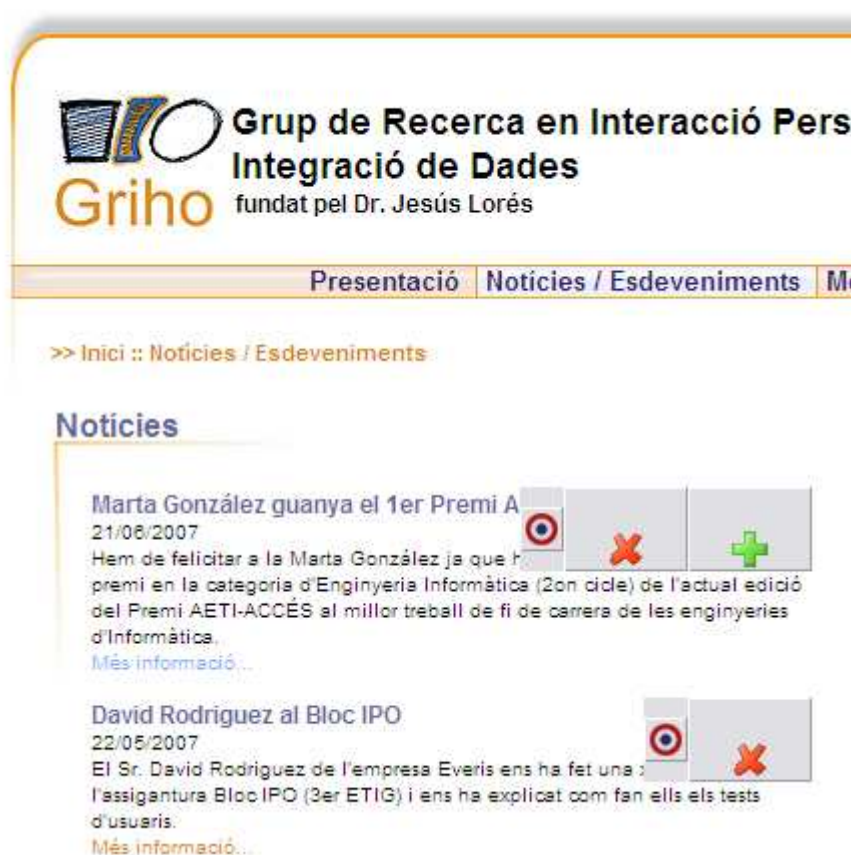 Grup de Recerca en Interacció Pers
Integració de Dades
Griho
fundat pel Dr. Jesús Lorés
Presentació
Notícies / Esdeveniments
>> Inici :: Notícies / Esdeveniments
Notícies
Marta González guanya el 1er Premi A
21/06/2007
Hem de felicitar a la Marta González ja que
premi en la categoria d'Enginyeria Informàtica (2on cicle) de l'actual edició
del Premi AETI-ACCÉS al millor treball de fi de carrera de les enginyeries
d'Informàtica.
Més informació...
David Rodriguez al Bloc IPO
22/05/2007
El Sr. David Rodriguez de l'empresa Everis ens ha fet una
l'assigantura Bloc IPO (3er ETIG) i ens ha explicat com fan ells els tests
d'usuaris.
Més informació...